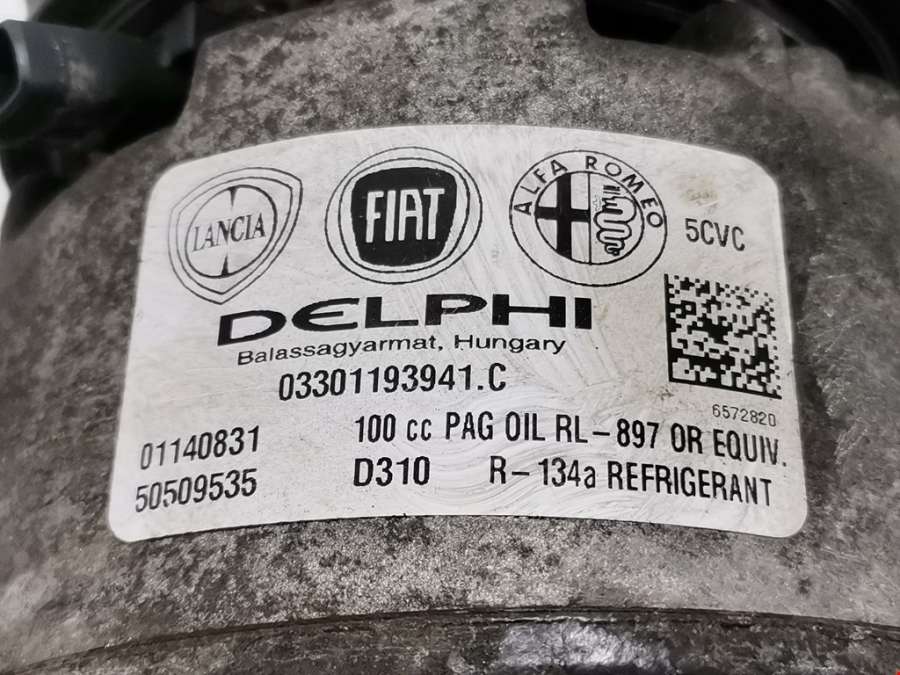 LANCIA
FIAT
ALFA ROMEO
5CVC
DELPHI
Balassagyarmat, Hungary
03301193941.C
6572820
01140831 100 cc PAG OIL RL-897 OR EQUIV.
50509535 D310 R-134a REFRIGERANT